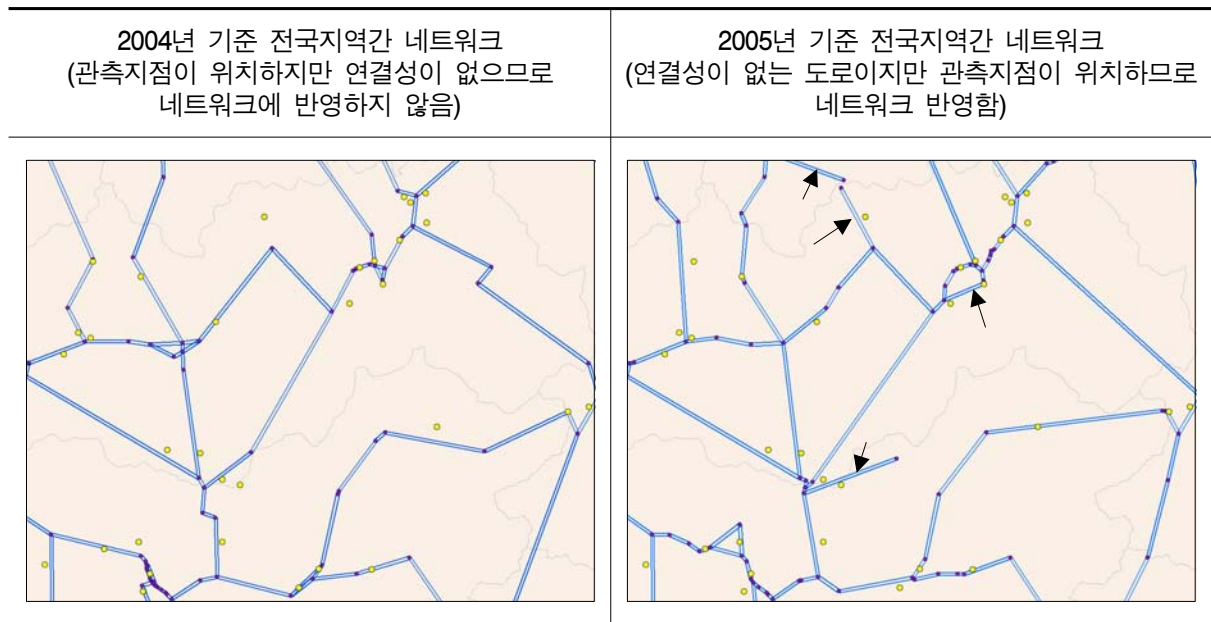 2004년 기준 전국지역간 네트워크
(관측지점이 위치하지만 연결성이 없으므로
네트워크에 반영하지 않음)
2005년 기준 전국지역간 네트워크
(연결성이 없는 도로이지만 관측지점이 위치하므로
네트워크 반영함)